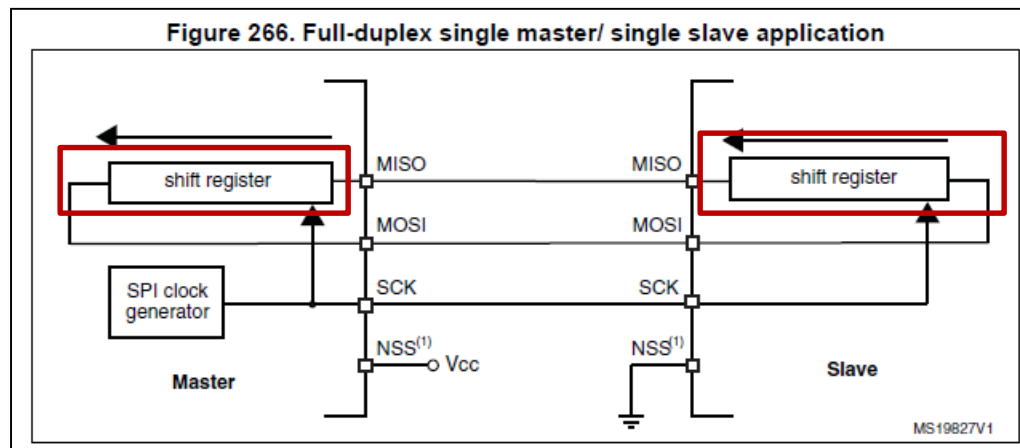 Figure 266. Full-duplex single master/ single slave application
shift register
MISO
MISO
shift register
MOSI
MOSI
SPI clock
generator
SCK
SCK
NSS(1)
Vcc
NSS(1)
Master
Slave
MS19827V1